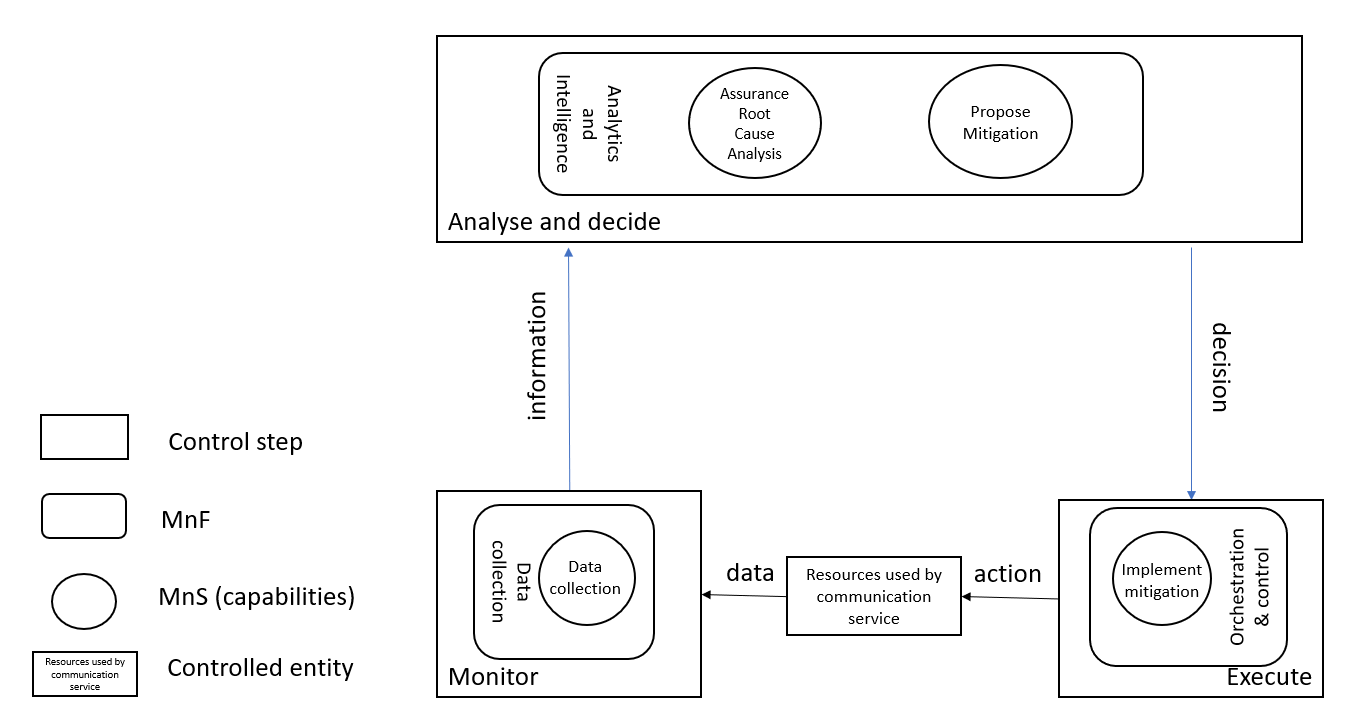 Analytics
and
Intelligence
Assurance
Root
Cause
Analysis
Propose
Mitigation
Analyse and decide
information
decision
Control step
MnF
MnS (capabilities)
Resources used by
communication
service
Controlled entity
Data
collection
Data
collection
Monitor
data
Resources used by
communication
service
action
Implement
mitigation
Orchestration
& control
Execute